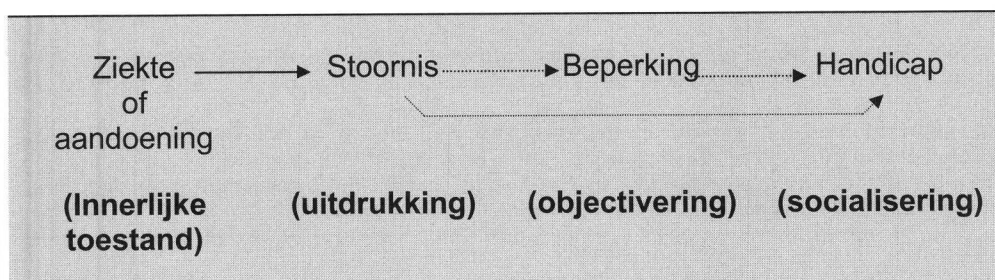 Ziekte Stoornis Beperking Handicap
of
aandoening
(Innerlijke (uitdrukking) (objectivering) (socialisering)
toestand)